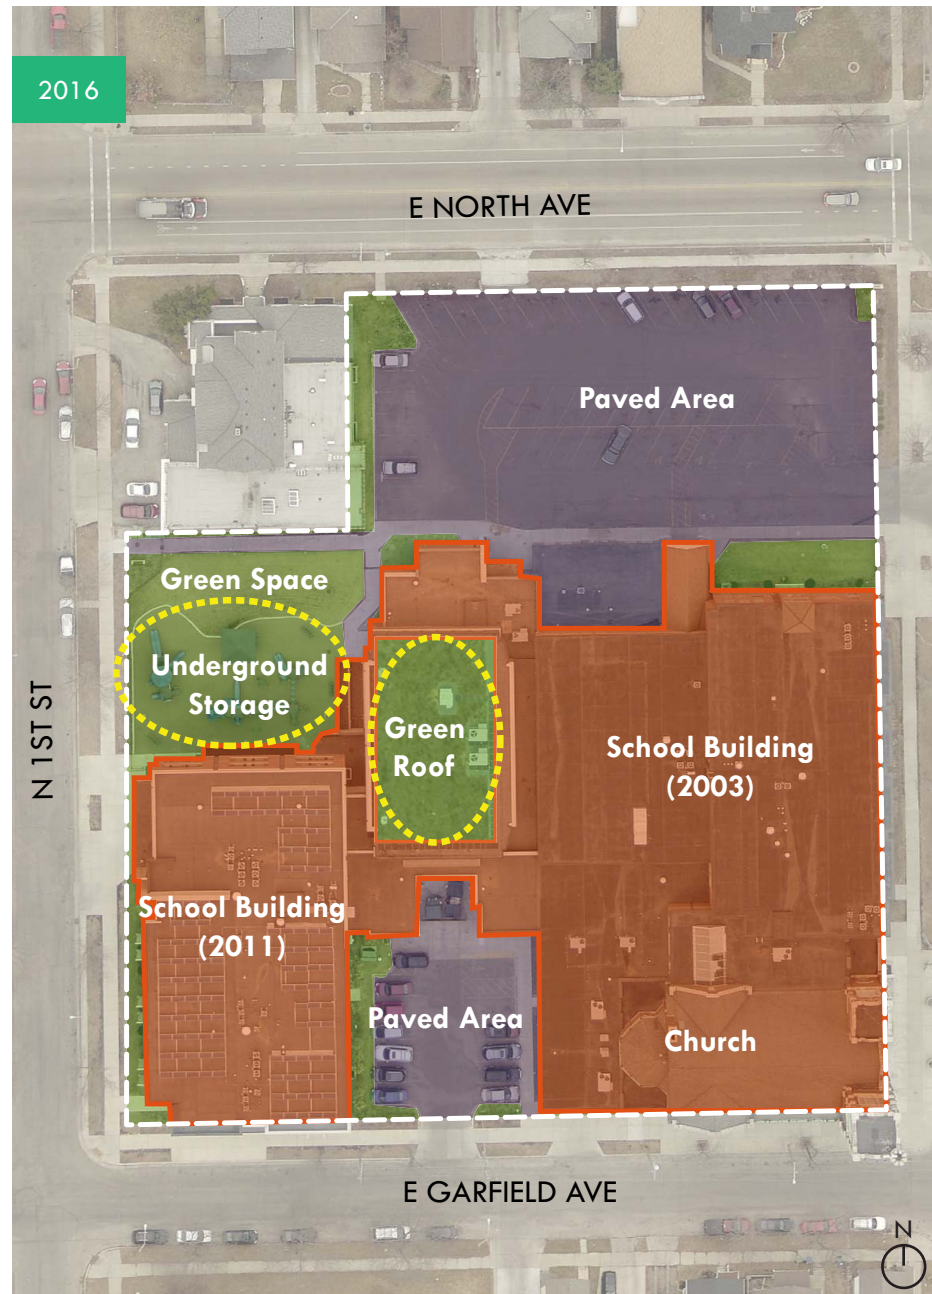 2016
E NORTH AVE
Paved Area
Green Space
Underground
Storage
Green
Roof
School Building
(2003)
N 1ST ST
School Building
(2011)
Paved Area
Church
E GARFIELD AVE
N